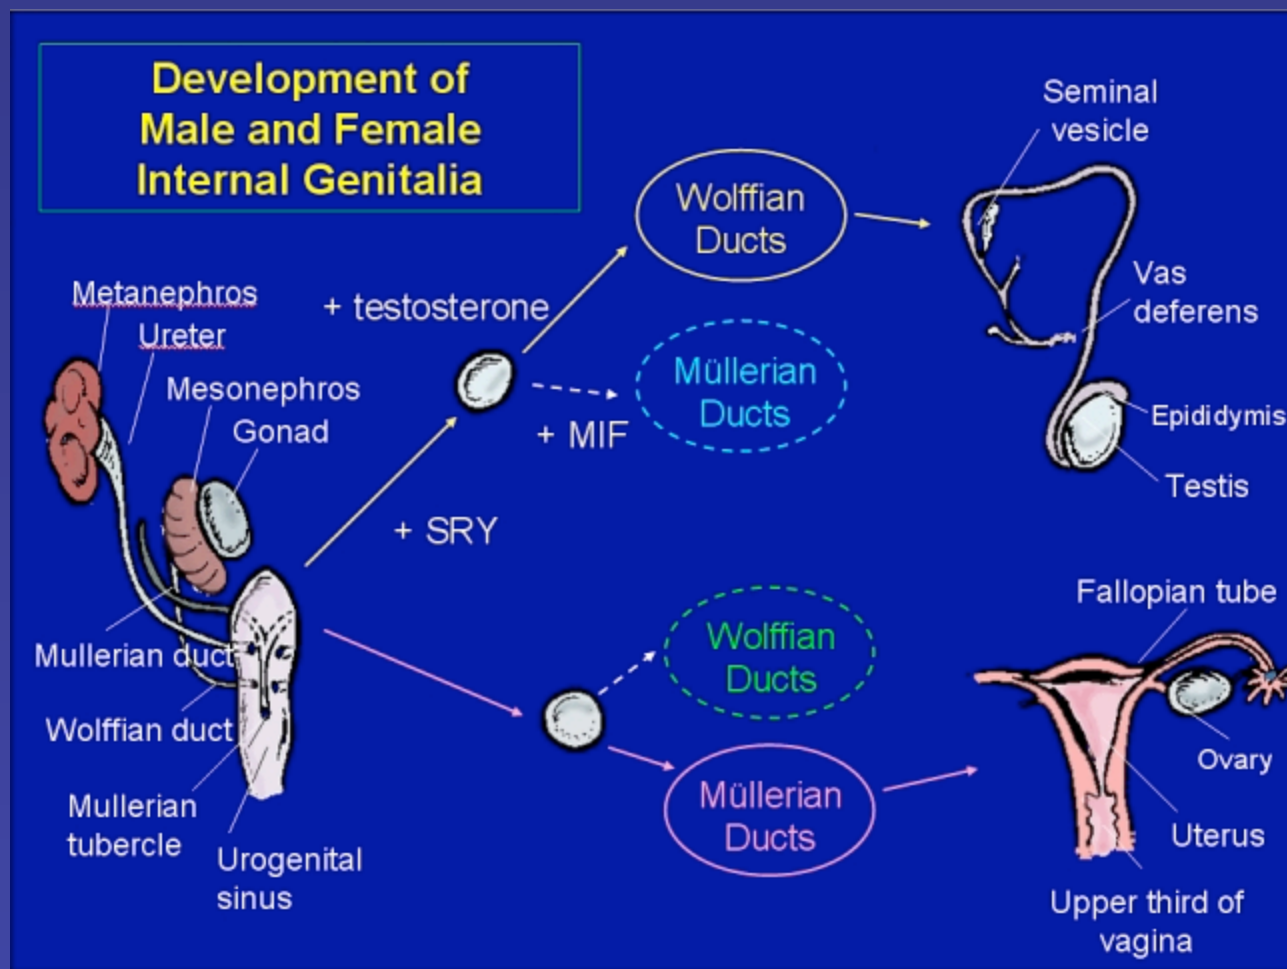 Development of
Male and Female
Internal Genitalia
Seminal
vesicle
Wolffian
Ducts
Metanephros
+ testosterone
Vas
deferens
Ureter
Müllerian
Ducts
Mesonephros
Gonad
+ MIF
Epididymis
Testis
+ SRY
Fallopian tube
Wolffian
Ducts
Mullerian duct
Wolffian duct
Ovary
Müllerian
Ducts
Mullerian
tubercle
Uterus
Urogenital
sinus
Upper third of
vagina